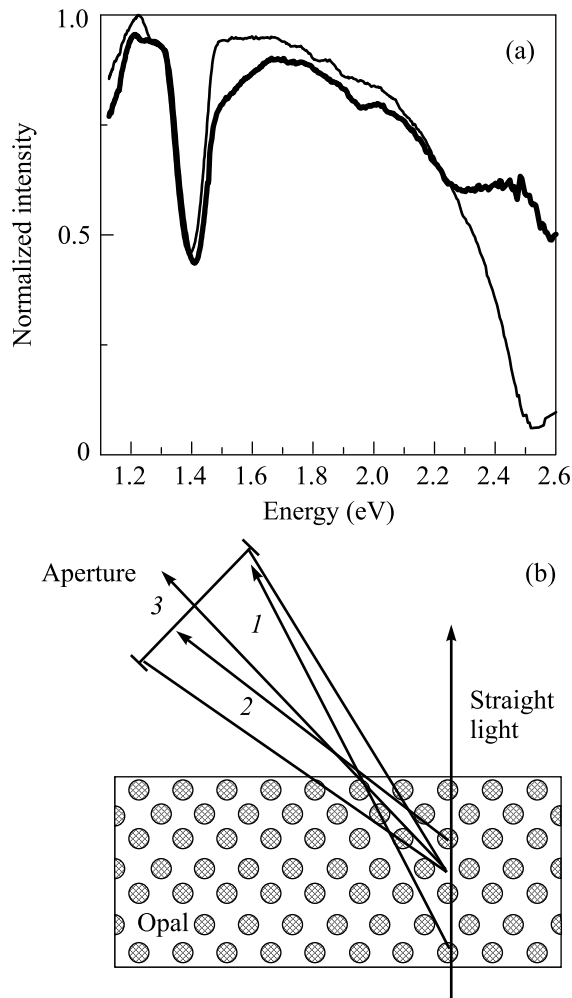 (a)
1.0
0.5
0
Normalized intensity
1.2 1.4 1.6 1.8 2.0 2.2 2.4 2.6
Energy (eV)
(b)
Aperture
3
1
2
Straight
light
Opal